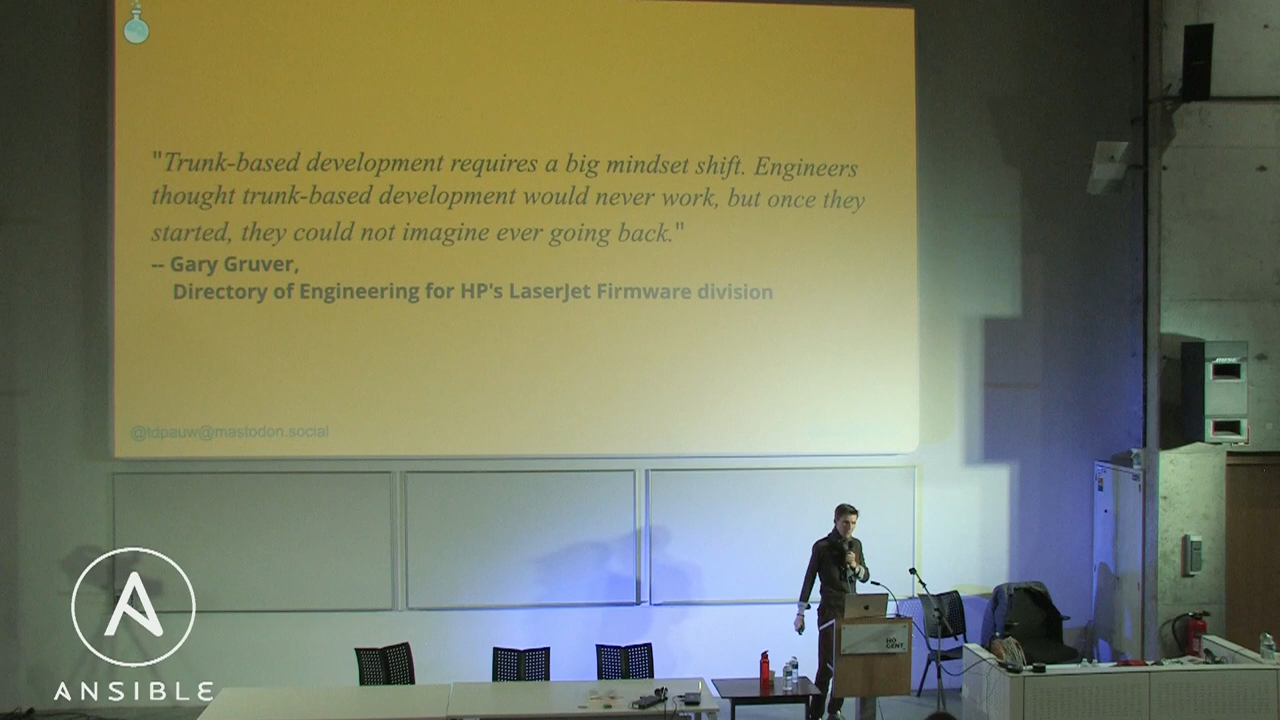 "Trunk-based development requires a big mindset shift. Engineers
thought trunk-based development would never work, but once they
started, they could not imagine ever going back."
-- Gary Gruver,
Directory of Engineering for HP's LaserJet Firmware division
@tdpauw@mastodon.social
BOSE
HO
GENT
ANSIBLE